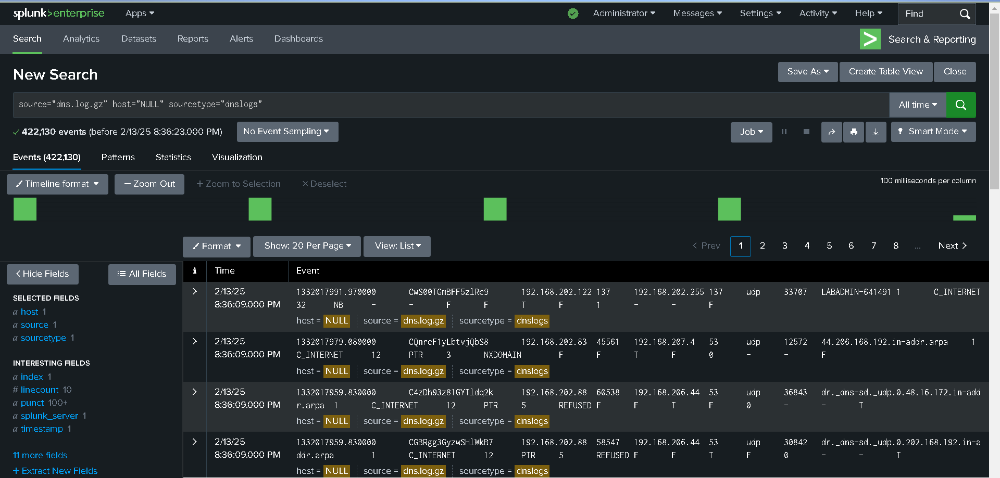 splunk>enterprise Apps Administrator Messages Settings Activity Help Find
Search Analytics Datasets Reports Alerts Dashboards Search & Reporting
New Search Save As Create Table View Close
source="dns.log.gz" host="NULL" sourcetype="dnslogs" All time
422,130 events (before 2/13/25 8:36:23.000 PM) No Event Sampling Job Smart Mode
Events (422,130) Patterns Statistics Visualization
Timeline format — Zoom Out + Zoom to Selection × Deselect 100 milliseconds per column
Format Show: 20 Per Page View: List < Prev 1 2 3 4 5 6 7 8 ... Next >
< Hide Fields All Fields
SELECTED FIELDS
a host 1
a source 1
a sourcetype 1
INTERESTING FIELDS
a index 1
# linecount 10
a punct 100+
a splunk_server 1
a timestamp 1
11 more fields
+ Extract New Fields
i Time Event
> 2/13/25 1332017991.970000 CwS00TGmBFF5zlRc9 192.168.202.122 137 192.168.202.255 137 udp 33707 LABADMIN-641491 1 C_INTERNET
8:36:09.000 PM 32 NB - - F F T F 1 - - F
host = NULL source = dns.log.gz sourcetype = dnslogs
> 2/13/25 1332017979.080000 CQnrcF1yLbtvjQbS8 192.168.202.83 45561 192.168.207.4 53 udp 12572 44.206.168.192.in-addr.arpa 1
8:36:09.000 PM C_INTERNET 12 PTR 3 NXDOMAIN F F T F 0 - - F
host = NULL source = dns.log.gz sourcetype = dnslogs
> 2/13/25 1332017959.830000 C4zDh93z81GYTldq2k 192.168.202.88 60538 192.168.206.44 53 udp 36843 dr._dns-sd._udp.0.48.16.172.in-add
8:36:09.000 PM r.arpa 1 C_INTERNET 12 PTR 5 REFUSED F F T F 0 - - T
host = NULL source = dns.log.gz sourcetype = dnslogs
> 2/13/25 1332017959.830000 CGBRgg3GyzwSHlWkB7 192.168.202.88 58547 192.168.206.44 53 udp 30842 dr._dns-sd._udp.0.202.168.192.in-a
8:36:09.000 PM ddr.arpa 1 C_INTERNET 12 PTR 5 REFUSED F F T F 0 - - T
host = NULL source = dns.log.gz sourcetype = dnslogs